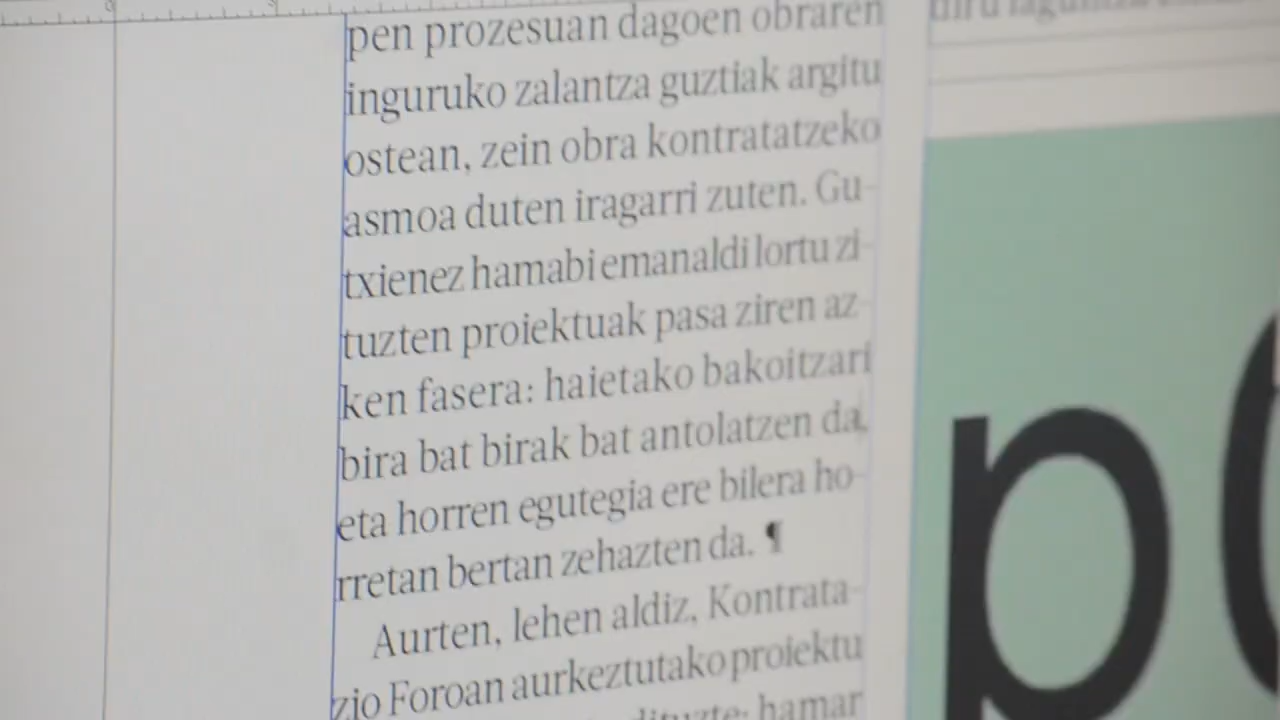 pen prozesuan dagoen obraren
inguruko zalantza guztiak argitu
ostean, zein obra kontratatzeko
asmoa duten iragarri zuten. Gu-
txienez hamabi emanaldi lortu zi-
tuzten proiektuak pasa ziren az-
ken fasera: haietako bakoitzari
bira bat birak bat antolatzen da,
eta horren egutegia ere bilera ho-
rretan bertan zehazten da. ¶
Aurten, lehen aldiz, Kontrata-
zio Foroan aurkeztutako proiektu
hamar
p